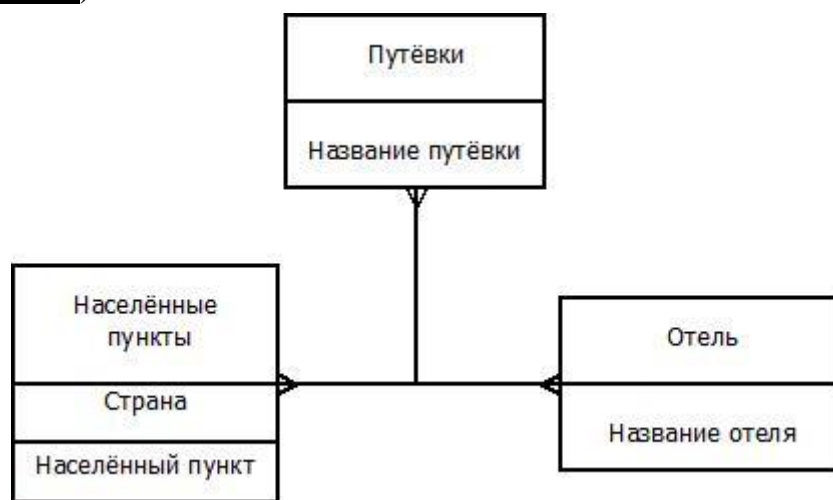 Путёвки
Название путёвки
Населённые
пункты
Страна
Населённый пункт
Отель
Название отеля